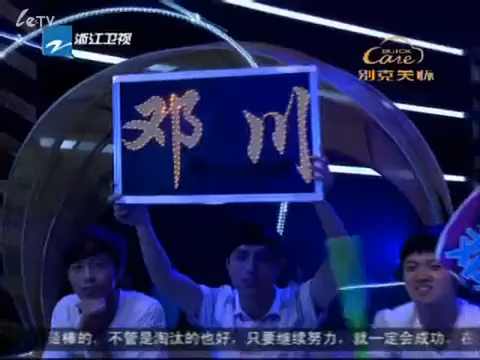 LeTV
浙江卫视
QUICK
Care
别克关怀
邓川
是棒的，不管是淘汰的也好，只要继续努力，就一定会成功。在